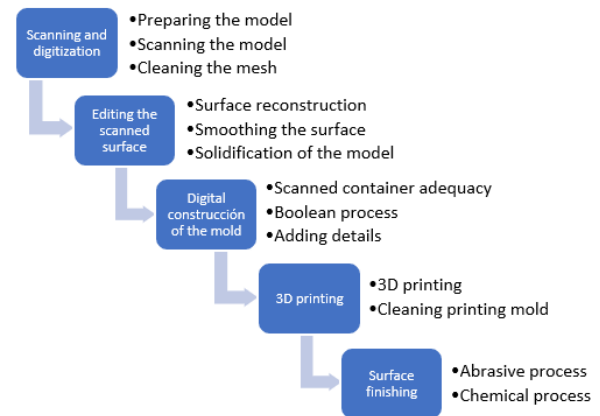 Scanning and
digitization
•Preparing the model
•Scanning the model
•Cleaning the mesh
Editing the
scanned
surface
•Surface reconstruction
•Smoothing the surface
•Solidification of the model
Digital
construcción
of the mold
•Scanned container adequacy
•Boolean process
•Adding details
3D printing
•3D printing
•Cleaning printing mold
Surface
finishing
•Abrasive process
•Chemical process